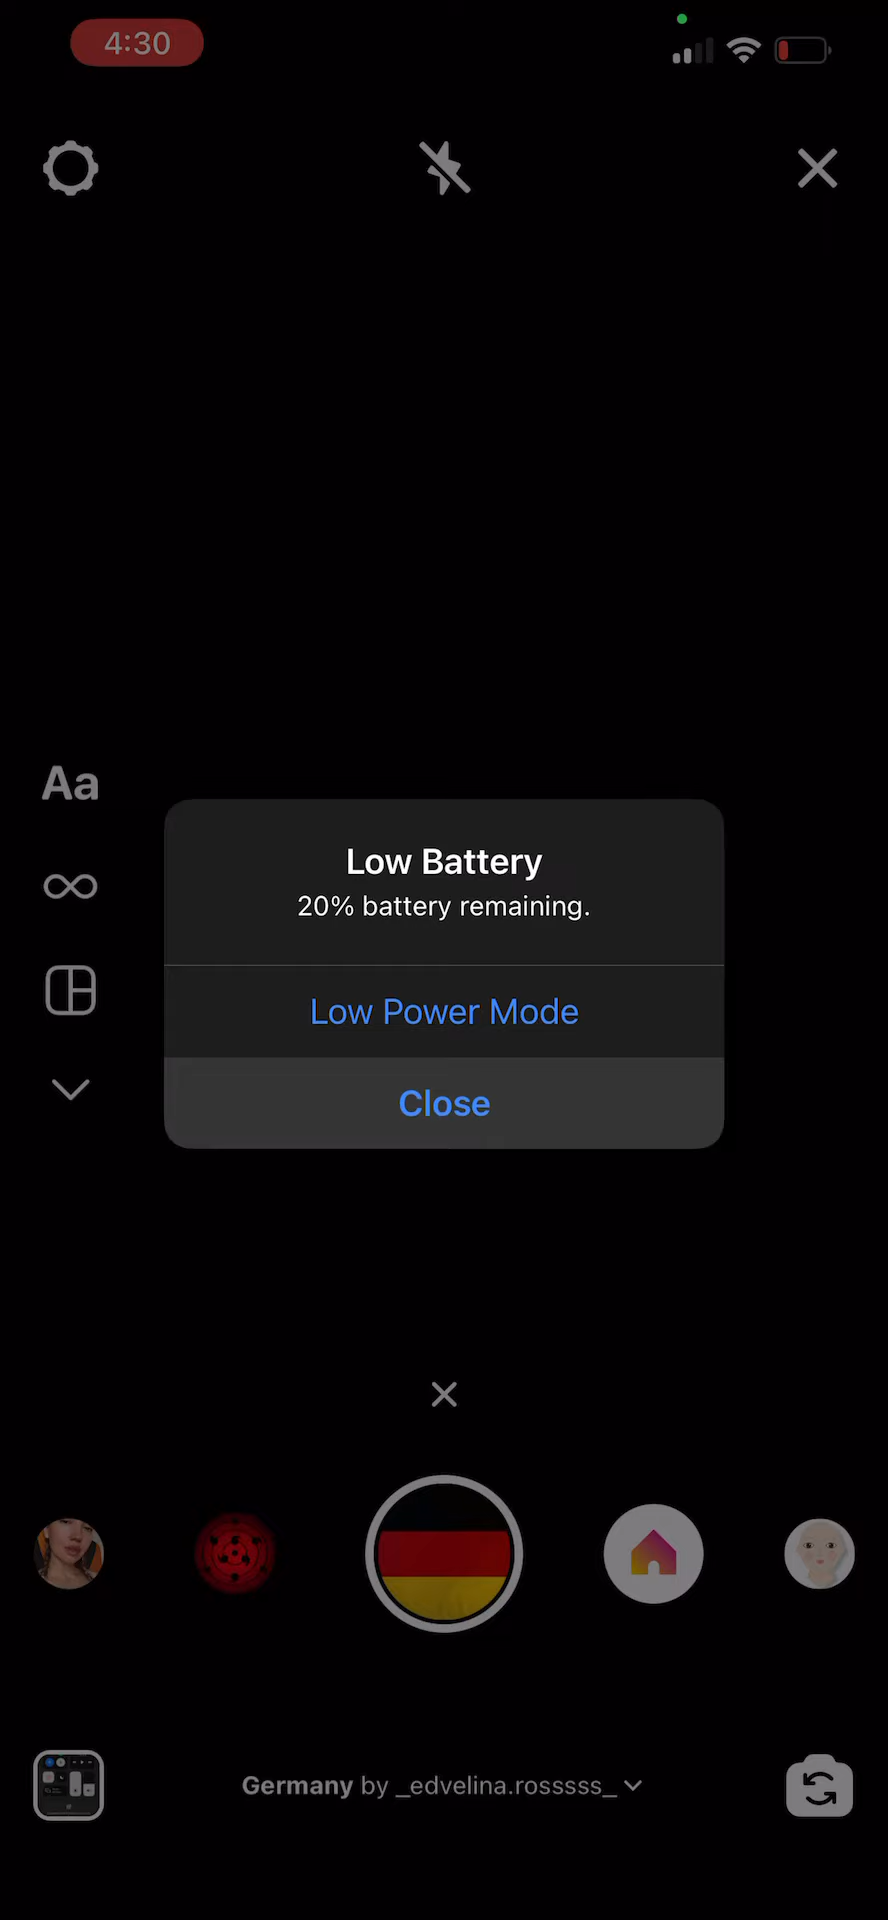 4:30
Aa
Low Battery
20% battery remaining.
Low Power Mode
Close
Germany by _edvelina.rosssss_